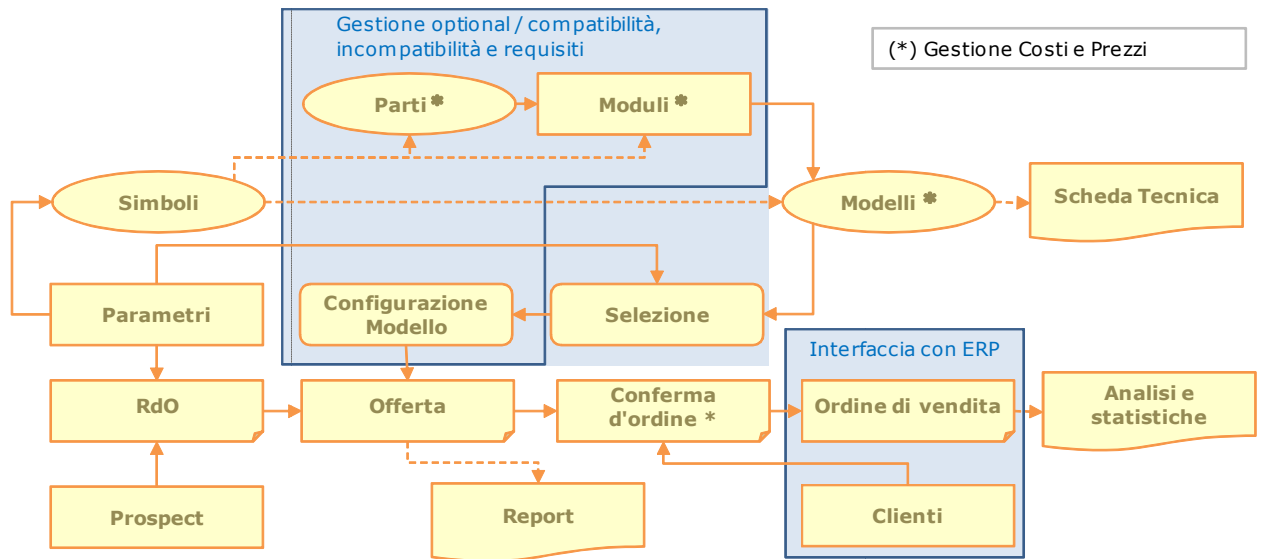 Gestione optional / compatibilità,
incompatibilità e requisiti
(*) Gestione Costi e Prezzi
Parti *
Moduli *
Simboli
Modelli *
Scheda Tecnica
Parametri
Configurazione
Modello
Selezione
Interfaccia con ERP
RdO
Offerta
Conferma
d'ordine *
Ordine di vendita
Analisi e
statistiche
Prospect
Report
Clienti